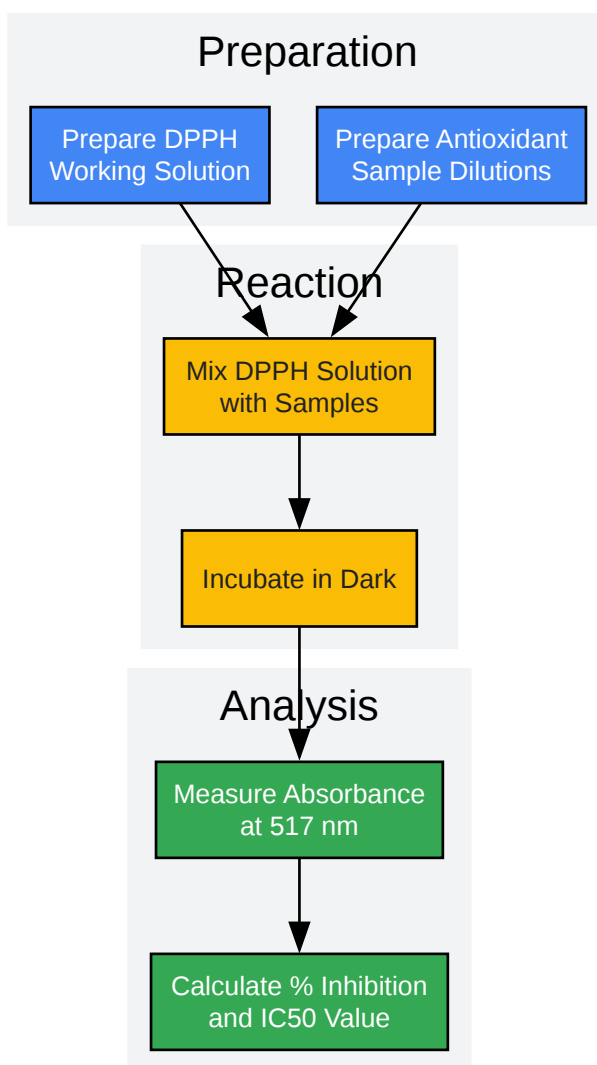 Preparation
Prepare DPPH
Working Solution
Prepare Antioxidant
Sample Dilutions
Reaction
Mix DPPH Solution
with Samples
Incubate in Dark
Analysis
Measure Absorbance
at 517 nm
Calculate % Inhibition
and IC50 Value